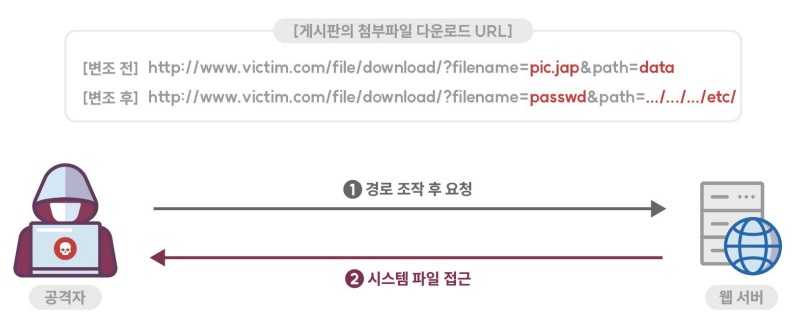 [게시판의 첨부파일 다운로드 URL]
[변조 전] http://www.victim.com/file/download/?filename=pic.jap&path=data
[변조 후] http://www.victim.com/file/download/?filename=passwd&path=.../.../.../etc/
1 경로 조작 후 요청
2 시스템 파일 접근
공격자
웹 서버